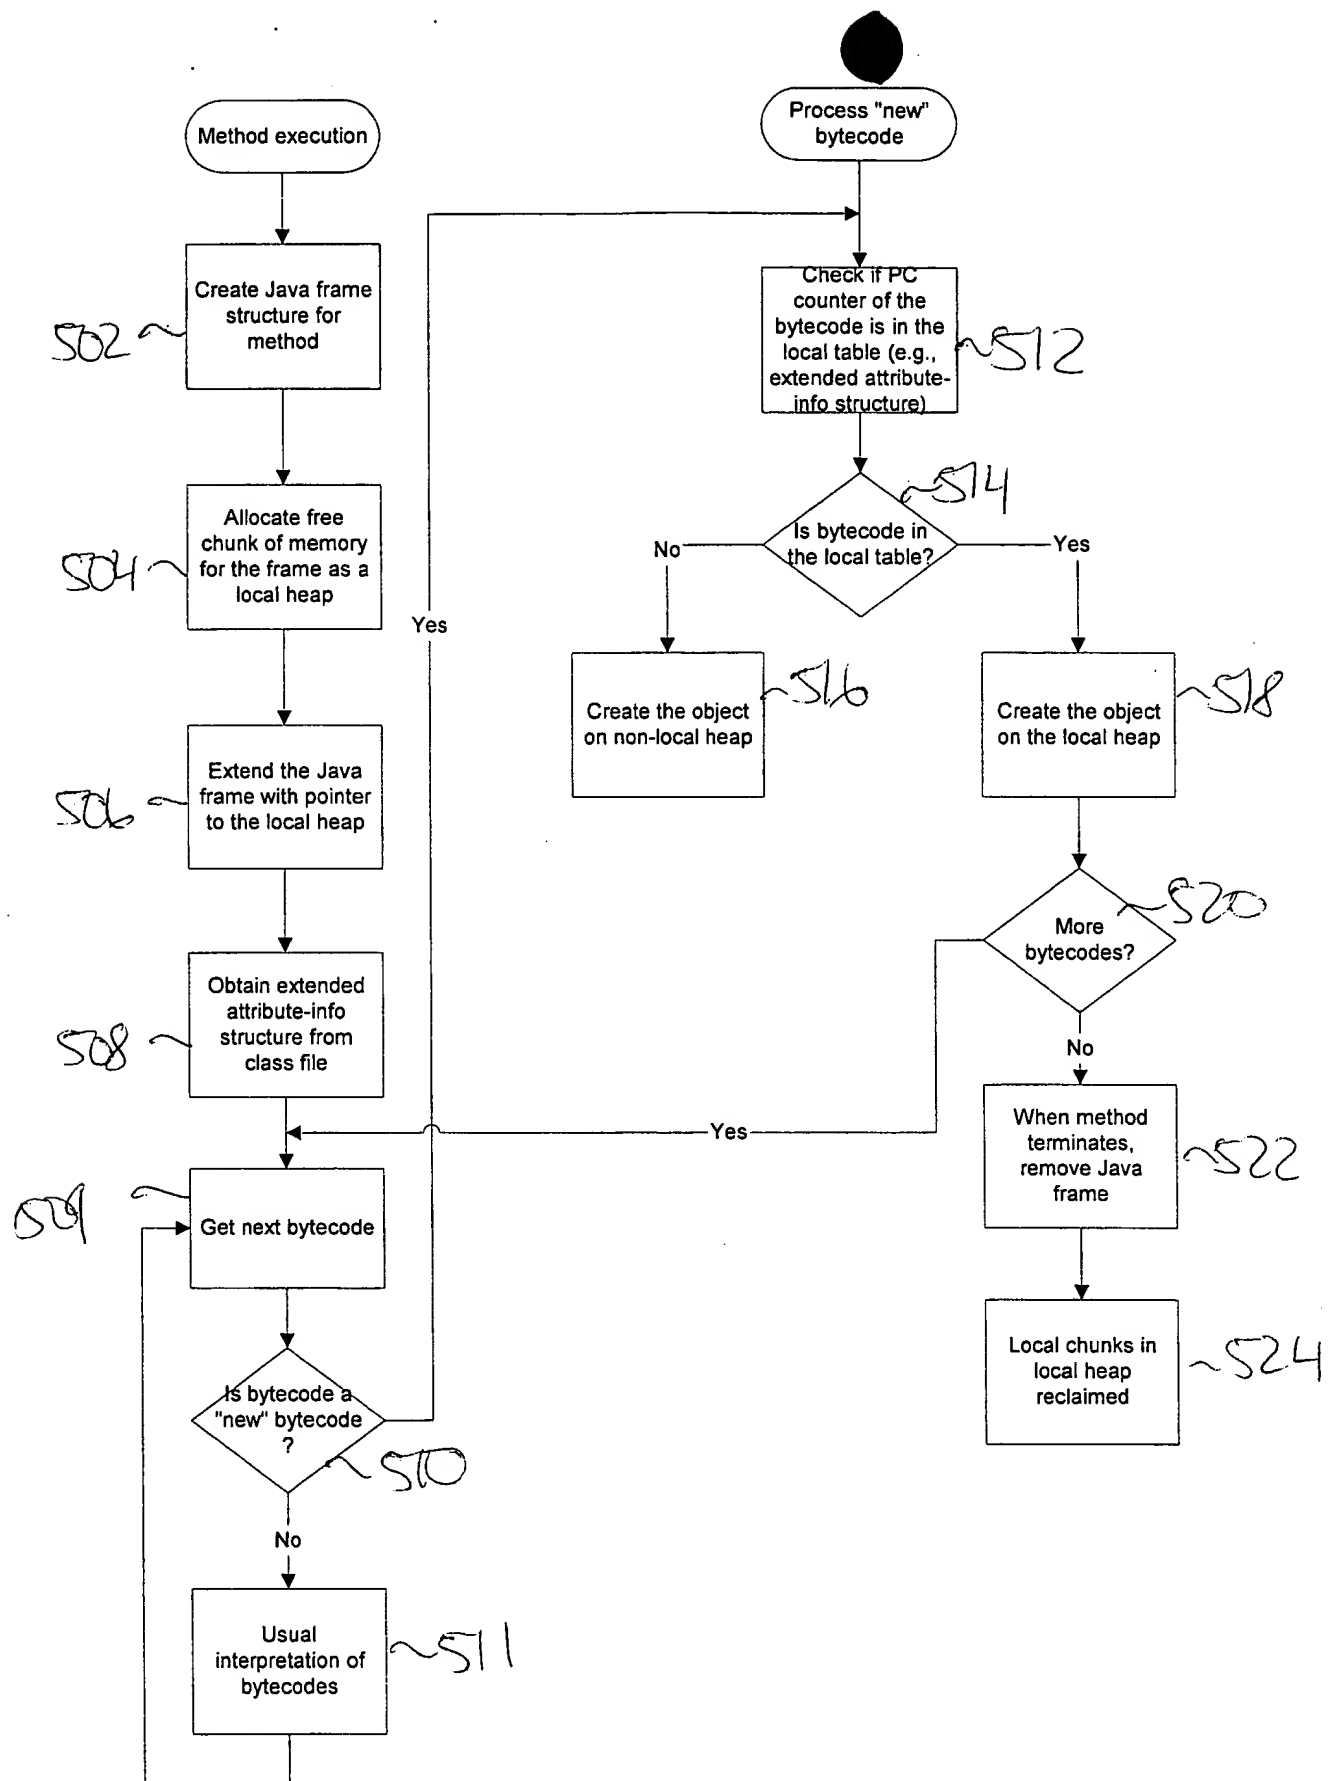 Method execution
Create Java frame
structure for
method
502
Allocate free
chunk of memory
for the frame as a
local heap
504
Extend the Java
frame with pointer
to the local heap
506
Obtain extended
attribute-info
structure from
class file
508
Get next bytecode
509
Is bytecode a
"new" bytecode
?
510
Yes
No
Usual
interpretation of
bytecodes
511
Process "new"
bytecode
Check if PC
counter of the
bytecode is in the
local table (e.g.,
extended attribute-
info structure)
512
Is bytecode in
the local table?
514
No
Yes
Create the object
on non-local heap
516
Create the object
on the local heap
518
More
bytecodes?
520
Yes
No
When method
terminates,
remove Java
frame
522
Local chunks in
local heap
reclaimed
524